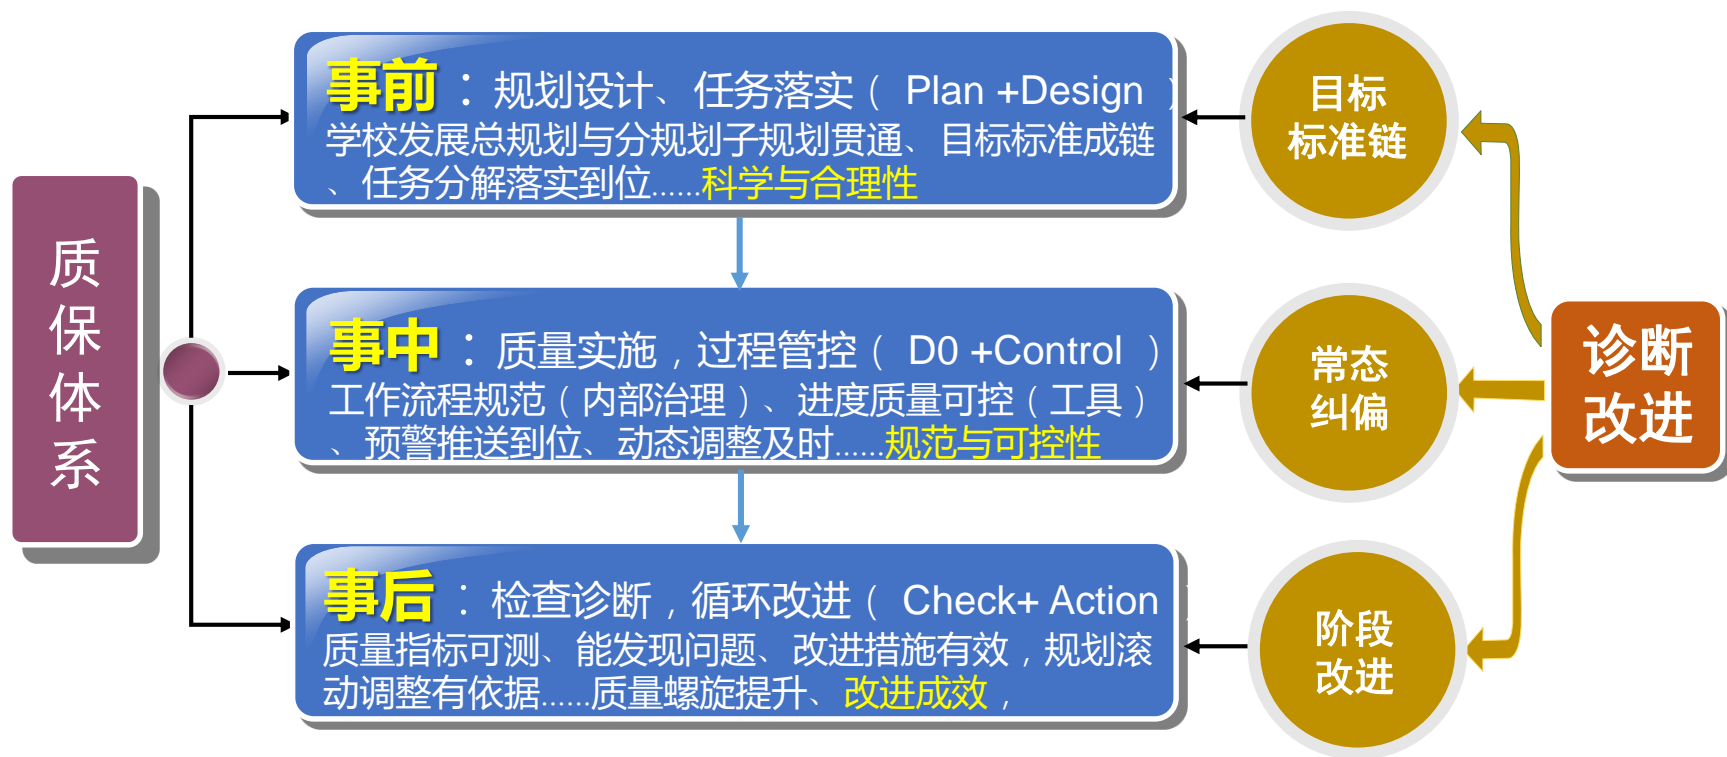 质
保
体
系
事前：规划设计、任务落实（ Plan +Design ）
学校发展总规划与分规划子规划贯通、目标标准成链
、任务分解落实到位......科学与合理性
事中：质量实施，过程管控（ D0 +Control ）
工作流程规范（内部治理）、进度质量可控（工具）
、预警推送到位、动态调整及时......规范与可控性
事后：检查诊断，循环改进（ Check+ Action
质量指标可测、能发现问题、改进措施有效，规划滚
动调整有依据......质量螺旋提升、改进成效，
目标
标准链
常态
纠偏
阶段
改进
诊断
改进